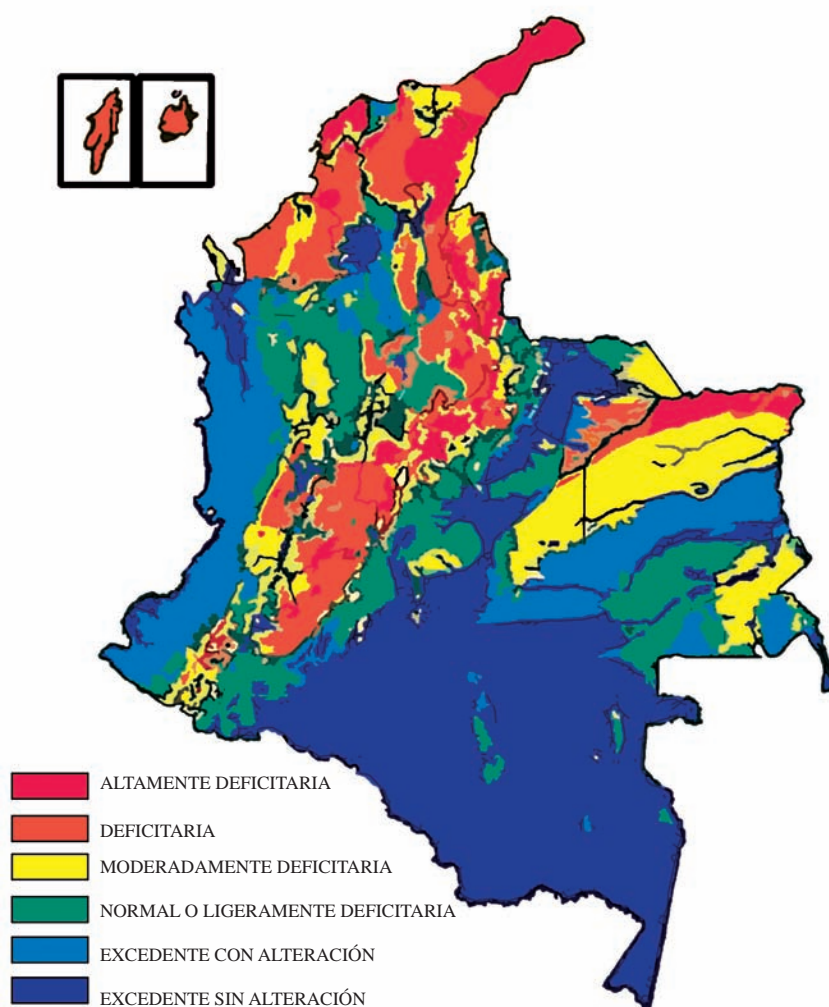 ALTAMENTE DEFICITARIA
DEFICITARIA
MODERADAMENTE DEFICITARIA
NORMAL O LIGERAMENTE DEFICITARIA
EXCEDENTE CON ALTERACIÓN
EXCEDENTE SIN ALTERACIÓN